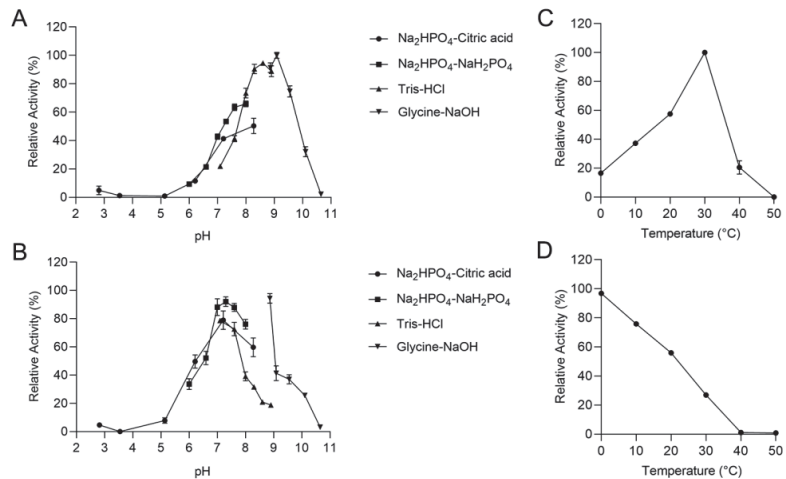 A
Relative Activity (%)
120
100
80
60
40
20
0
2 3 4 5 6 7 8 9 10 11
pH
Na₂HPO₄-Citric acid
Na₂HPO₄-NaH₂PO₄
Tris-HCl
Glycine-NaOH
C
Relative Activity (%)
120
100
80
60
40
20
0
0 10 20 30 40 50
Temperature (°C)
B
Relative Activity (%)
120
100
80
60
40
20
0
2 3 4 5 6 7 8 9 10 11
pH
Na₂HPO₄-Citric acid
Na₂HPO₄-NaH₂PO₄
Tris-HCl
Glycine-NaOH
D
Relative Activity (%)
120
100
80
60
40
20
0
0 10 20 30 40 50
Temperature (°C)